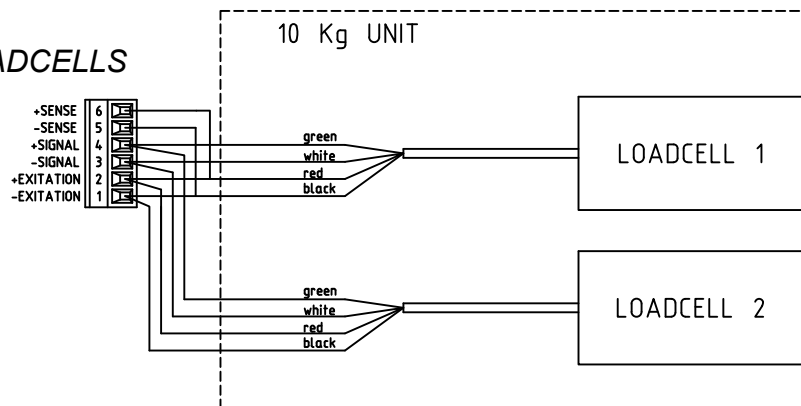 10 Kg UNIT
ADCELLS
+SENSE 6
-SENSE 5
+SIGNAL 4
-SIGNAL 3
+EXITATION 2
-EXITATION 1
green
white
red
black
LOADCELL 1
green
white
red
black
LOADCELL 2